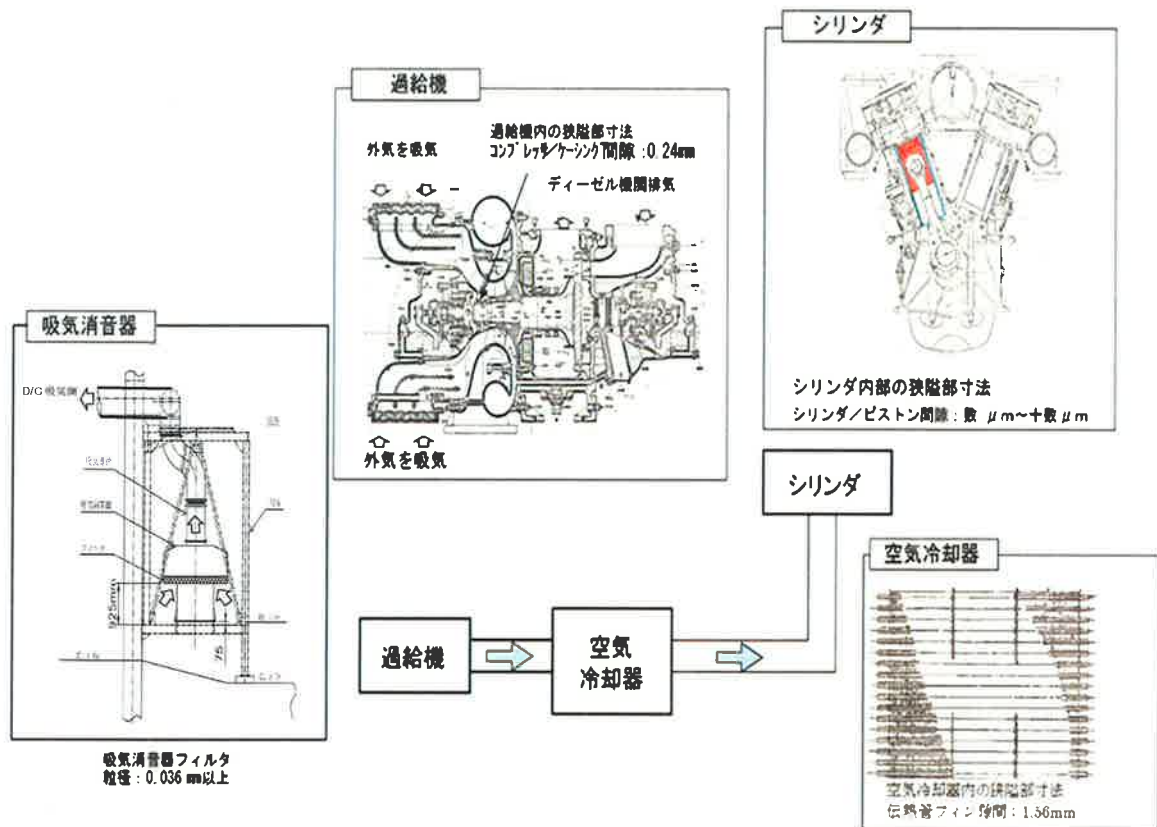 シリンダ
シリンダ内部の狭隘部寸法
シリンダ/ピストン間隙：数 μm～十数μm
過給機
外気を吸気
過給機内の狭隘部寸法
コンプレッサ/ケーシング間隙：0.24mm
ディーゼル機関排気
外気を吸気
吸気消音器
D/G 吸気側
925mm
75
吸気消音器フィルタ
粒径：0.036 mm以上
過給機
空気
冷却器
シリンダ
空気冷却器
空気冷却器内の狭隘部寸法
伝熱管フィン隙間：1.56mm